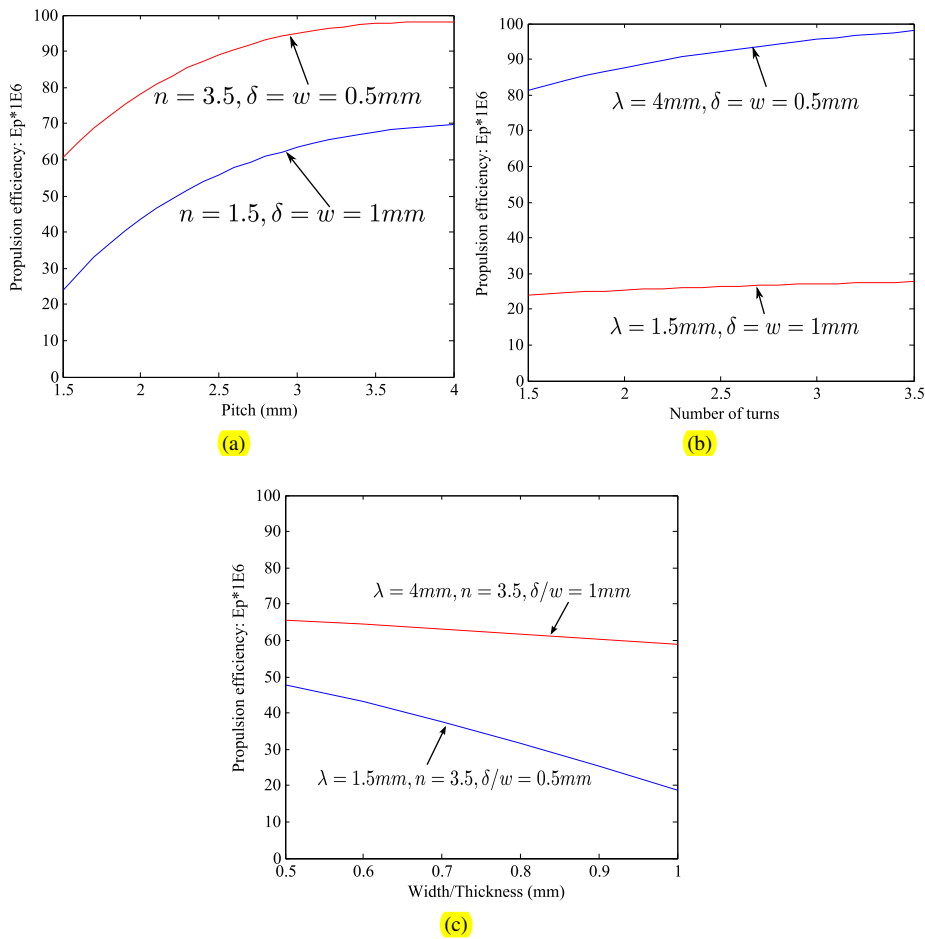 100
90
80
70
60
50
40
30
20
10
0
Propulsion efficiency: Ep*1E6
n = 3.5, δ = w = 0.5mm
n = 1.5, δ = w = 1mm
1.5 2 2.5 3 3.5 4
Pitch (mm)
(a)
100
90
80
70
60
50
40
30
20
10
0
Propulsion efficiency: Ep*1E6
λ = 4mm, δ = w = 0.5mm
λ = 1.5mm, δ = w = 1mm
1.5 2 2.5 3 3.5
Number of turns
(b)
100
90
80
70
60
50
40
30
20
10
0
Propulsion efficiency: Ep*1E6
λ = 4mm, n = 3.5, δ/w = 1mm
λ = 1.5mm, n = 3.5, δ/w = 0.5mm
0.5 0.6 0.7 0.8 0.9 1
Width/Thickness (mm)
(c)